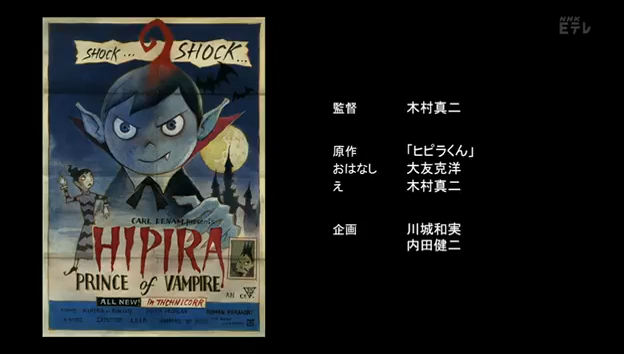 NHK
Eテレ
SHOCK... SHOCK...
監督 木村真二
原作 「ヒピラくん」
おはなし 大友克洋
え 木村真二
企画 川城和実
内田健二
CARL DENAM presents
HIPIRA
PRINCE of VAMPIRE
ALL NEW! in TECHNICORR